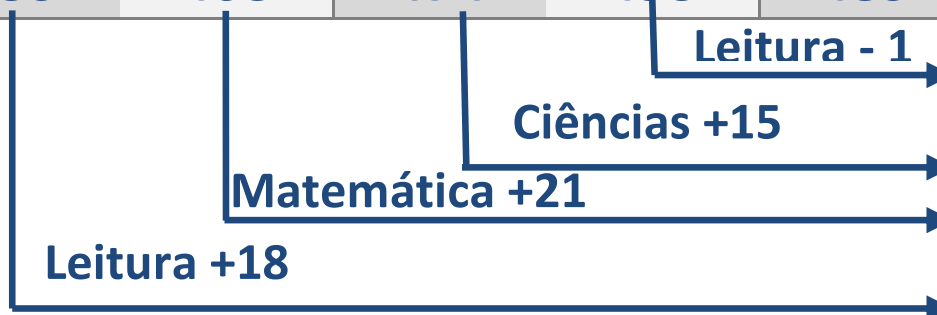 Leitura - 1
Ciências +15
Matemática +21
Leitura +18